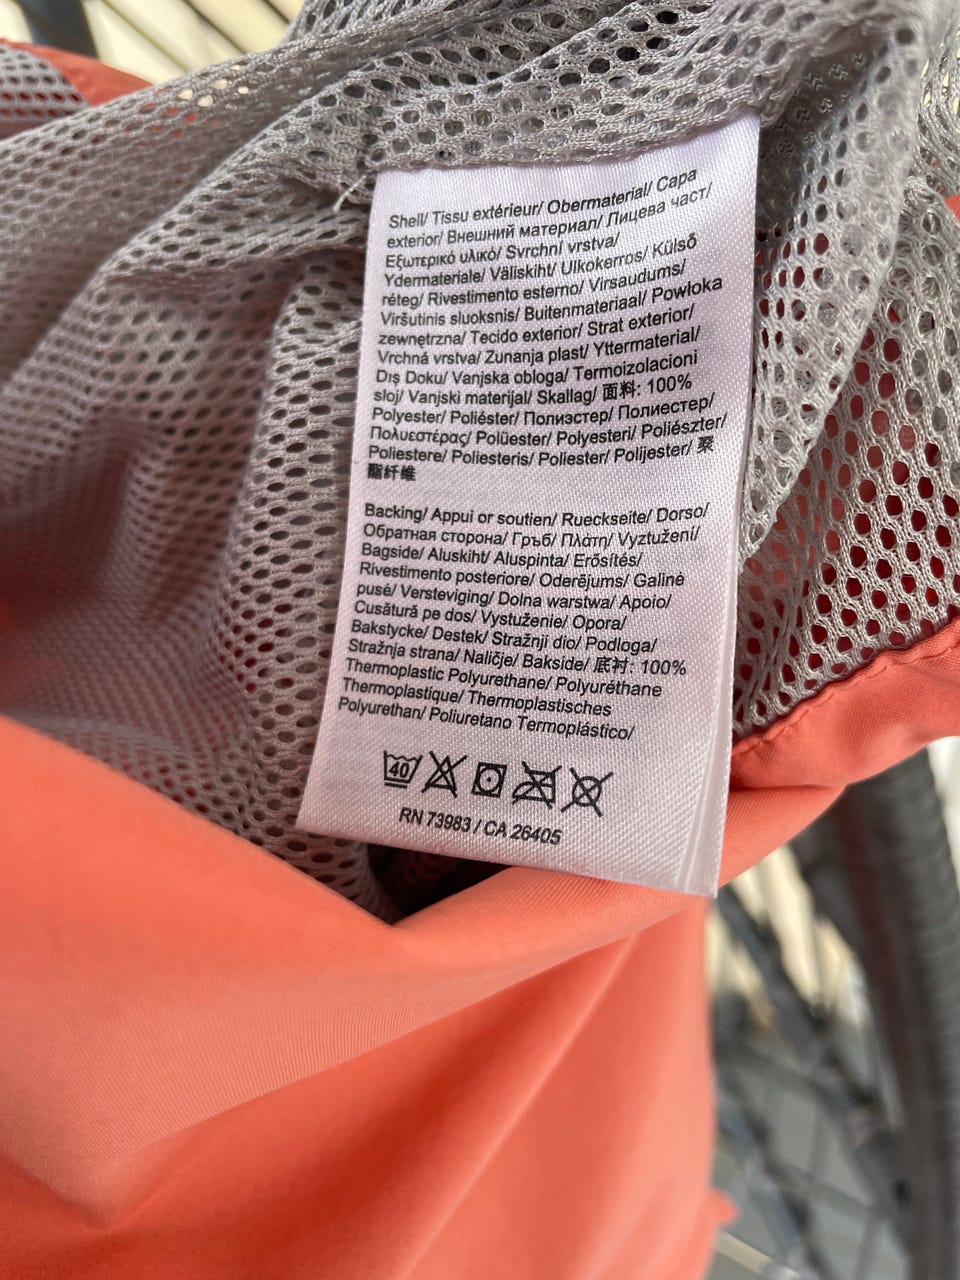 Shell/ Tissu extérieur/ Obermaterial/ Capa
exterior/ Внешний материал/ Лицева част/
Εξωτερικό υλικό/ Svrchní vrstva/
Ydermateriale/ Väliskiht/ Ulkokerros/ Külső
réteg/ Rivestimento esterno/ Virsaudums/
Viršutinis sluoksnis/ Buitenmateriaal/ Powłoka
zewnętrzna/ Tecido exterior/ Strat exterior/
Vrchná vrstva/ Zunanja plast/ Yttermaterial/
Dış Doku/ Vanjska obloga/ Termoizolacioni
sloj/ Vanjski materijal/ Skallag/ 面料: 100%
Polyester/ Poliéster/ Полиэстер/ Полиестер/
Πολυεστέρας/ Polüester/ Polyesteri/ Poliészter/
Poliestere/ Poliesteris/ Poliester/ Polijester/ 聚
酯纤维
Backing/ Appui or soutien/ Rueckseite/ Dorso/
Обратная сторона/ Гръб/ Πλάτη/ Vyztužení/
Bagside/ Aluskiht/ Aluspinta/ Erősítés/
Rivestimento posteriore/ Oderējums/ Galinė
pusė/ Versteviging/ Dolna warstwa/ Apoio/
Cusătură pe dos/ Vystuženie/ Opora/
Bakstycke/ Destek/ Stražnji dio/ Podloga/
Stražnja strana/ Naličje/ Bakside/ 底衬: 100%
Thermoplastic Polyurethane/ Polyuréthane
Thermoplastique/ Thermoplastisches
Polyurethan/ Poliuretano Termoplástico/
40
RN 73983 / CA 26405